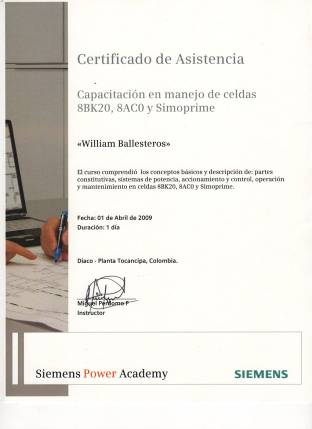 Certificado de Asistencia
Capacitación en manejo de celdas
8BK20, 8AC0 y Simoprime
«William Ballesteros»
El curso comprendió los conceptos básicos y descripción de: partes
constitutivas, sistemas de potencia, accionamiento y control, operación
y mantenimiento en celdas 8BK20, 8AC0 y Simoprime.
Fecha: 01 de Abril de 2009
Duración: 1 día
Diaco - Planta Tocancipa, Colombia.
Miguel Perdomo P
Instructor
Siemens Power Academy
SIEMENS